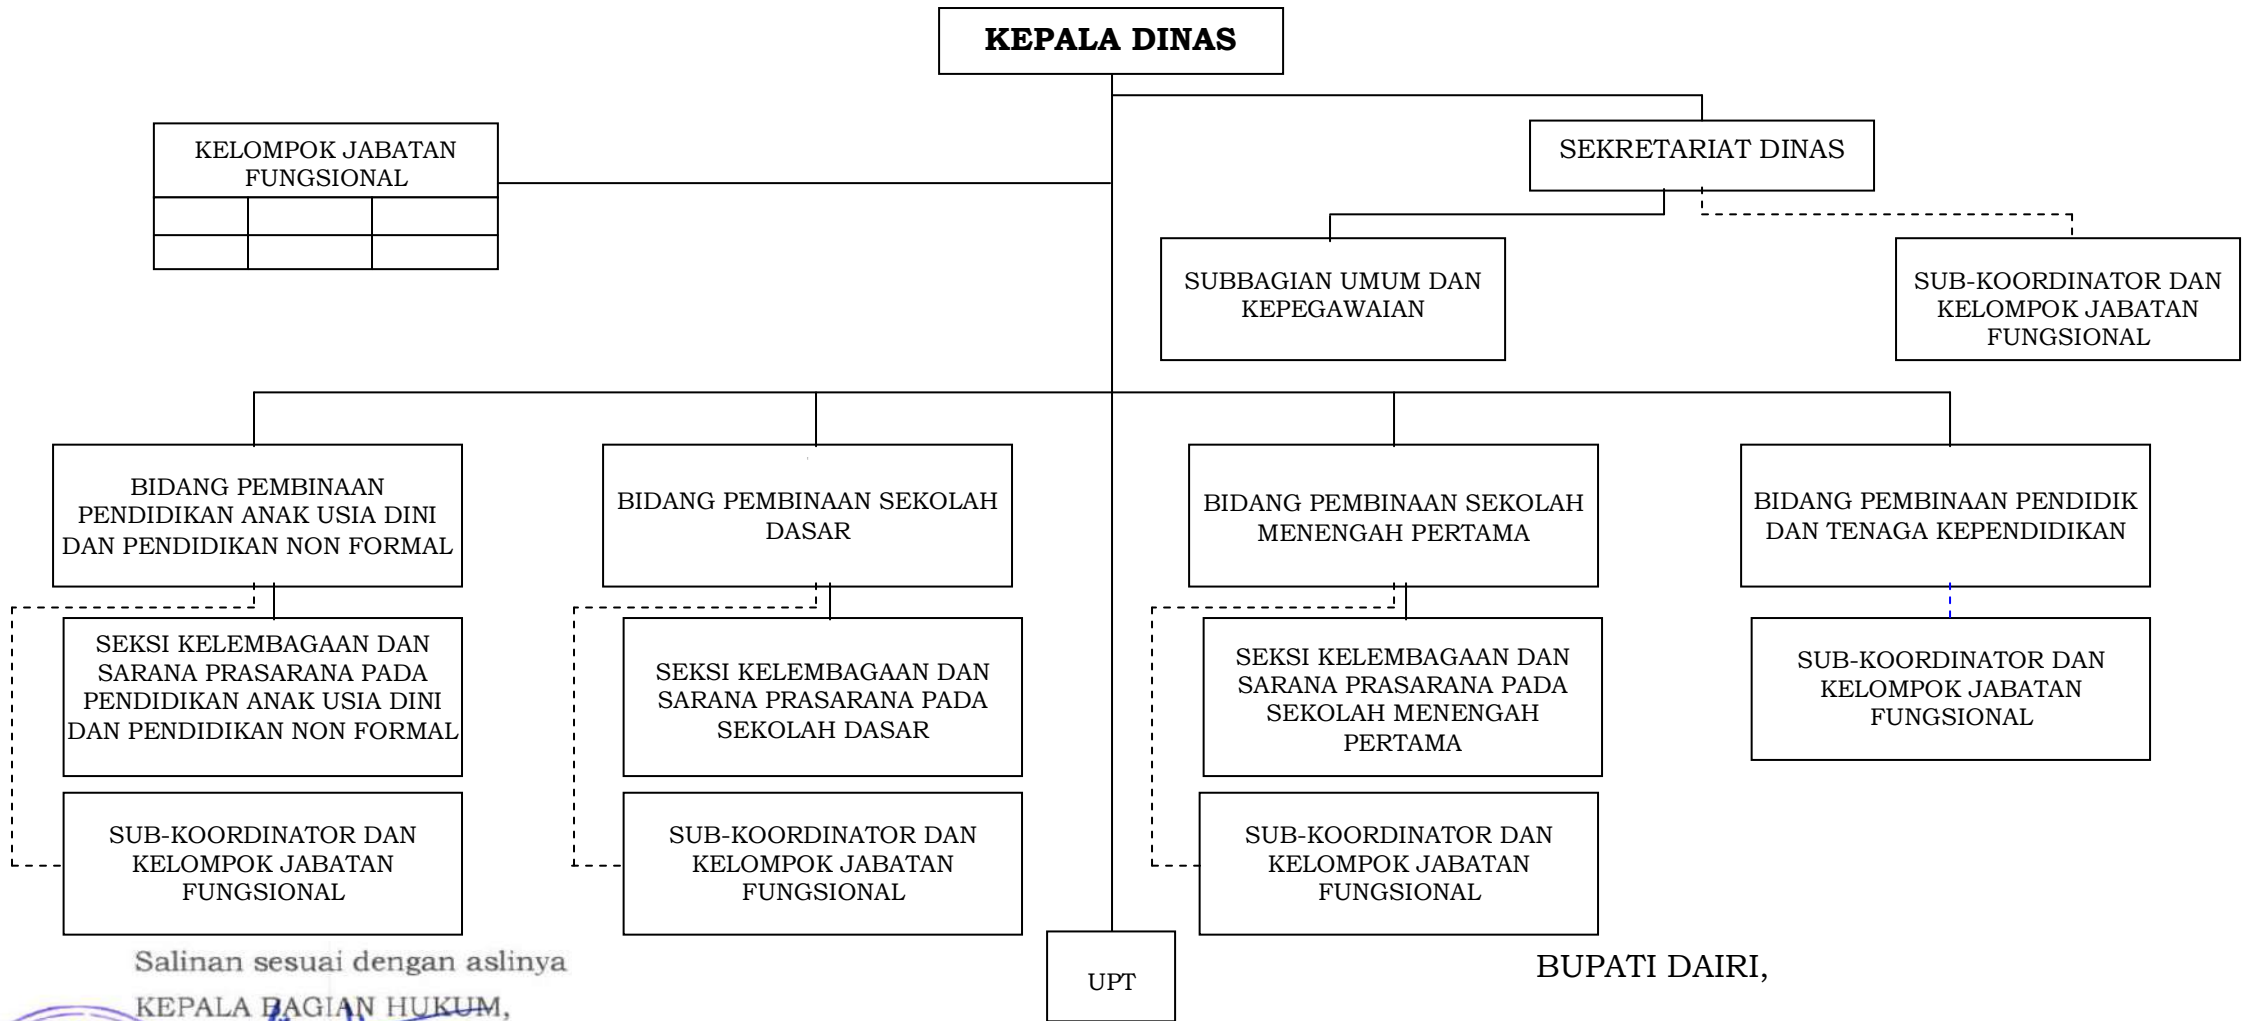 KEPALA DINAS
KELOMPOK JABATAN
FUNGSIONAL
SEKRETARIAT DINAS
SUBBAGIAN UMUM DAN
KEPEGAWAIAN
SUB-KOORDINATOR DAN
KELOMPOK JABATAN
FUNGSIONAL
BIDANG PEMBINAAN
PENDIDIKAN ANAK USIA DINI
DAN PENDIDIKAN NON FORMAL
BIDANG PEMBINAAN SEKOLAH
DASAR
BIDANG PEMBINAAN SEKOLAH
MENENGAH PERTAMA
BIDANG PEMBINAAN PENDIDIK
DAN TENAGA KEPENDIDIKAN
SEKSI KELEMBAGAAN DAN
SARANA PRASARANA PADA
PENDIDIKAN ANAK USIA DINI
DAN PENDIDIKAN NON FORMAL
SEKSI KELEMBAGAAN DAN
SARANA PRASARANA PADA
SEKOLAH DASAR
SEKSI KELEMBAGAAN DAN
SARANA PRASARANA PADA
SEKOLAH MENENGAH
PERTAMA
SUB-KOORDINATOR DAN
KELOMPOK JABATAN
FUNGSIONAL
SUB-KOORDINATOR DAN
KELOMPOK JABATAN
FUNGSIONAL
SUB-KOORDINATOR DAN
KELOMPOK JABATAN
FUNGSIONAL
SUB-KOORDINATOR DAN
KELOMPOK JABATAN
FUNGSIONAL
UPT
Salinan sesuai dengan aslinya
KEPALA BAGIAN HUKUM,
BUPATI DAIRI,